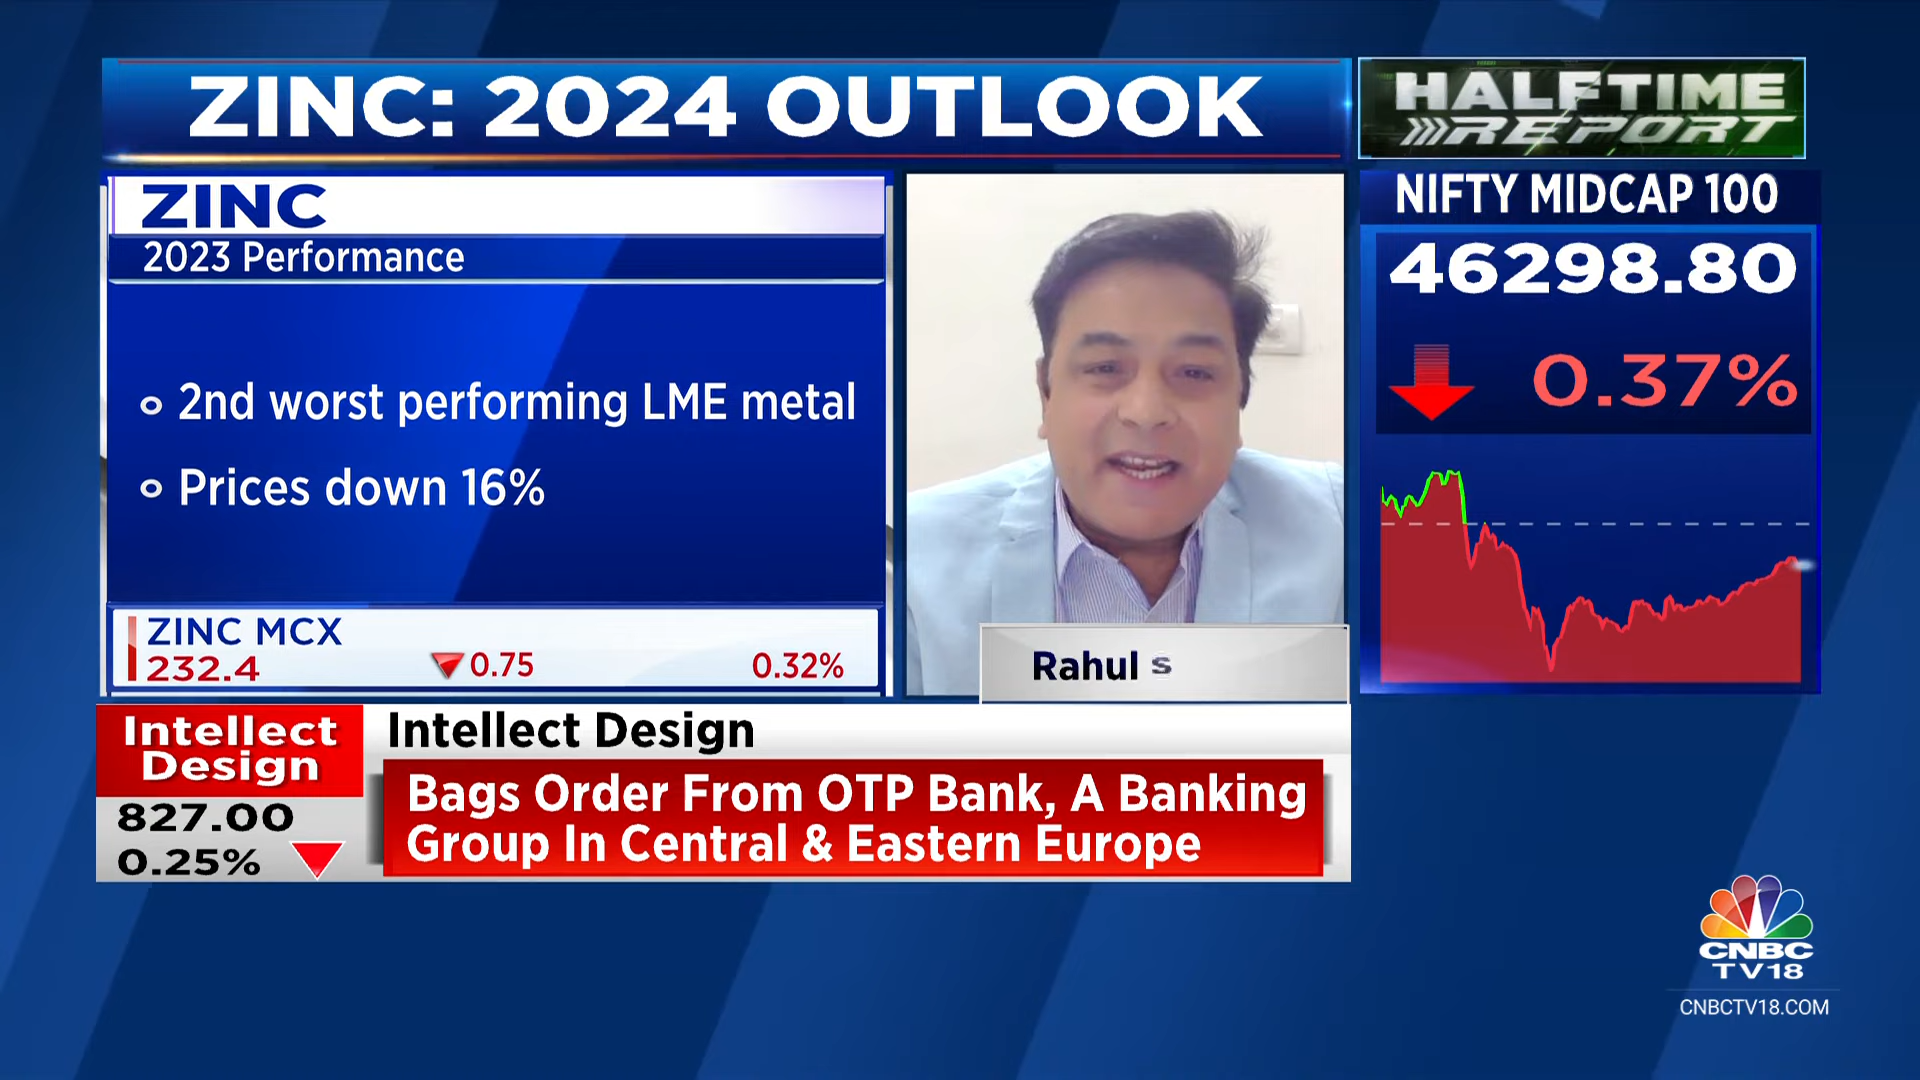 ZINC: 2024 OUTLOOK
HALFTIME
REPORT
ZINC
2023 Performance
2nd worst performing LME metal
Prices down 16%
ZINC MCX
232.4
0.75
0.32%
Rahul S
NIFTY MIDCAP 100
46298.80
0.37%
Intellect
Design
827.00
0.25%
Intellect Design
Bags Order From OTP Bank, A Banking
Group In Central & Eastern Europe
CNBC
TV18
CNBCTV18.COM